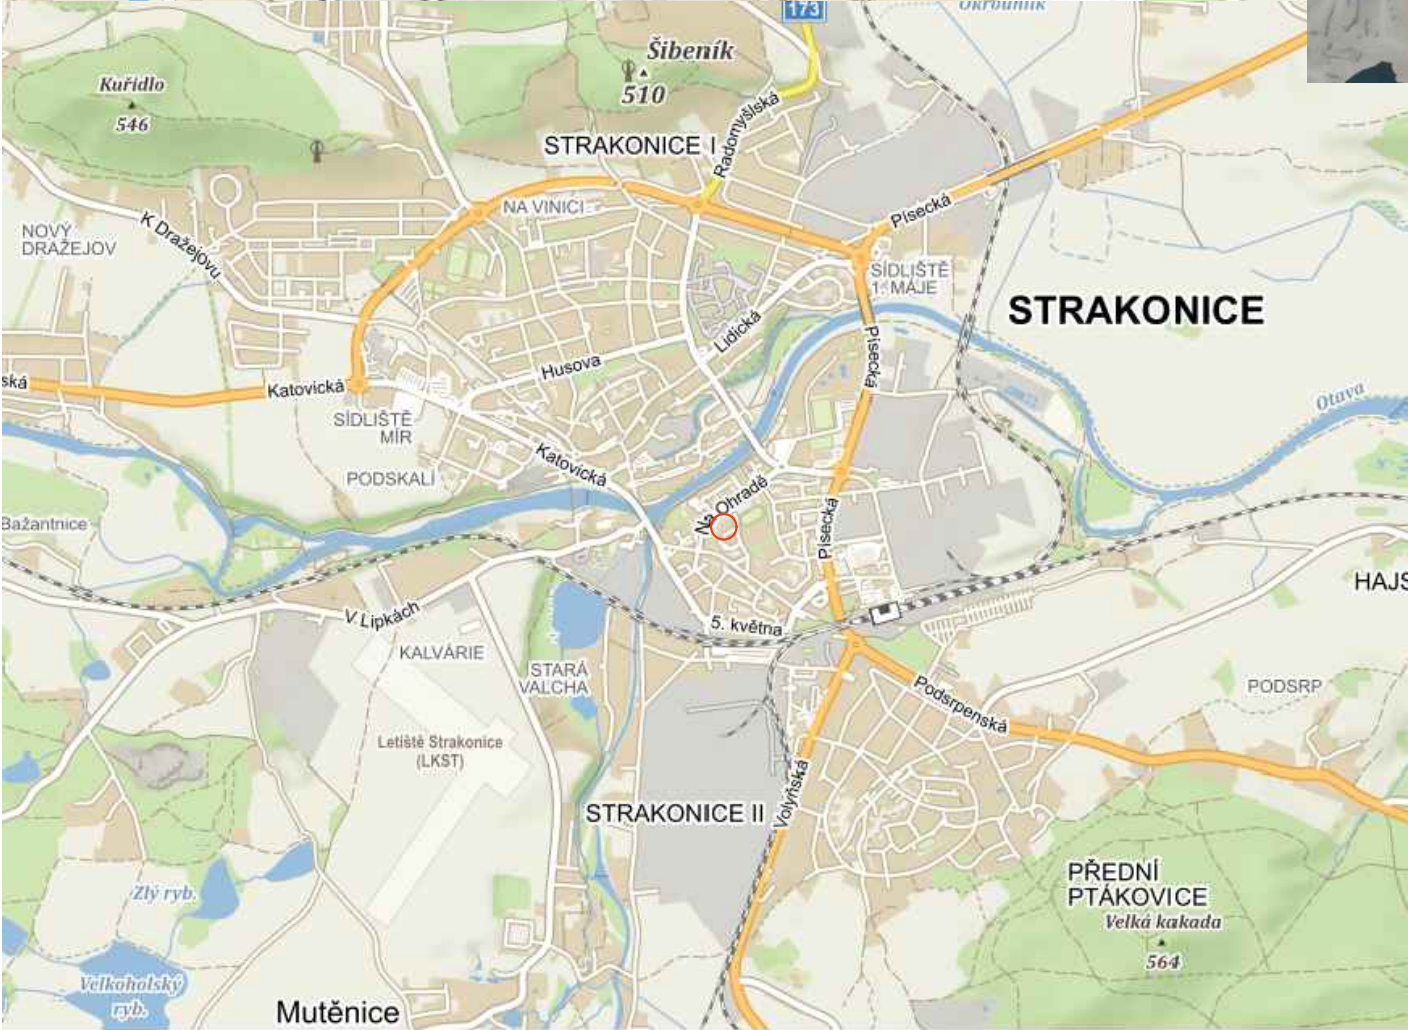 173
Okrouhlík
Šibeník
510
Kuřidlo
546
Radomyšlská
STRAKONICE I
Písecká
NA VINICI
K Dražejovu
NOVÝ
DRAŽEJOV
SÍDLIŠTĚ
1. MÁJE
STRAKONICE
Lidická
Písecká
Husova
ská
Katovická
Otava
SÍDLIŠTĚ
MÍR
Katovická
PODSKALÍ
Na Ohradě
Bažantnice
Písecká
HAJS
V Lipkách
5. května
KALVÁRIE
STARÁ
VALCHA
PODSRP
Podsrpenská
Letiště Strakonice
(LKST)
Volyňská
STRAKONICE II
PŘEDNÍ
PTÁKOVICE
Zlý ryb.
Velká kakada
564
Velkoholský
ryb.
Mutěnice